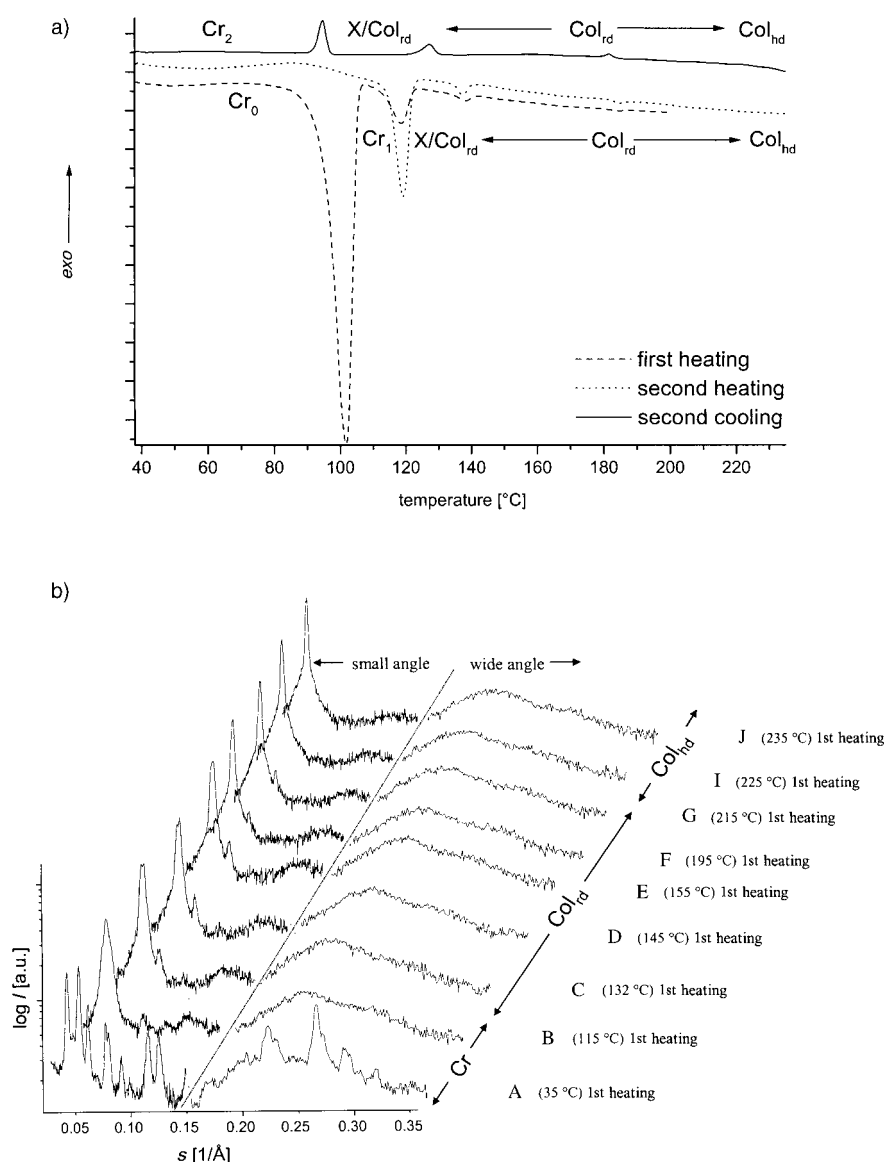 a)
Cr2 X/Colrd Colrd Colhd
Cr0
Cr1 X/Colrd Colrd Colhd
exo
first heating
second heating
second cooling
40 60 80 100 120 140 160 180 200 220
temperature [°C]
b)
small angle wide angle
J (235 °C) 1st heating
Colhd
I (225 °C) 1st heating
G (215 °C) 1st heating
F (195 °C) 1st heating
E (155 °C) 1st heating
Colrd
D (145 °C) 1st heating
C (132 °C) 1st heating
B (115 °C) 1st heating
Cr
A (35 °C) 1st heating
log I [a.u.]
0.05 0.10 0.15 0.20 0.25 0.30 0.35
s [1/Å]